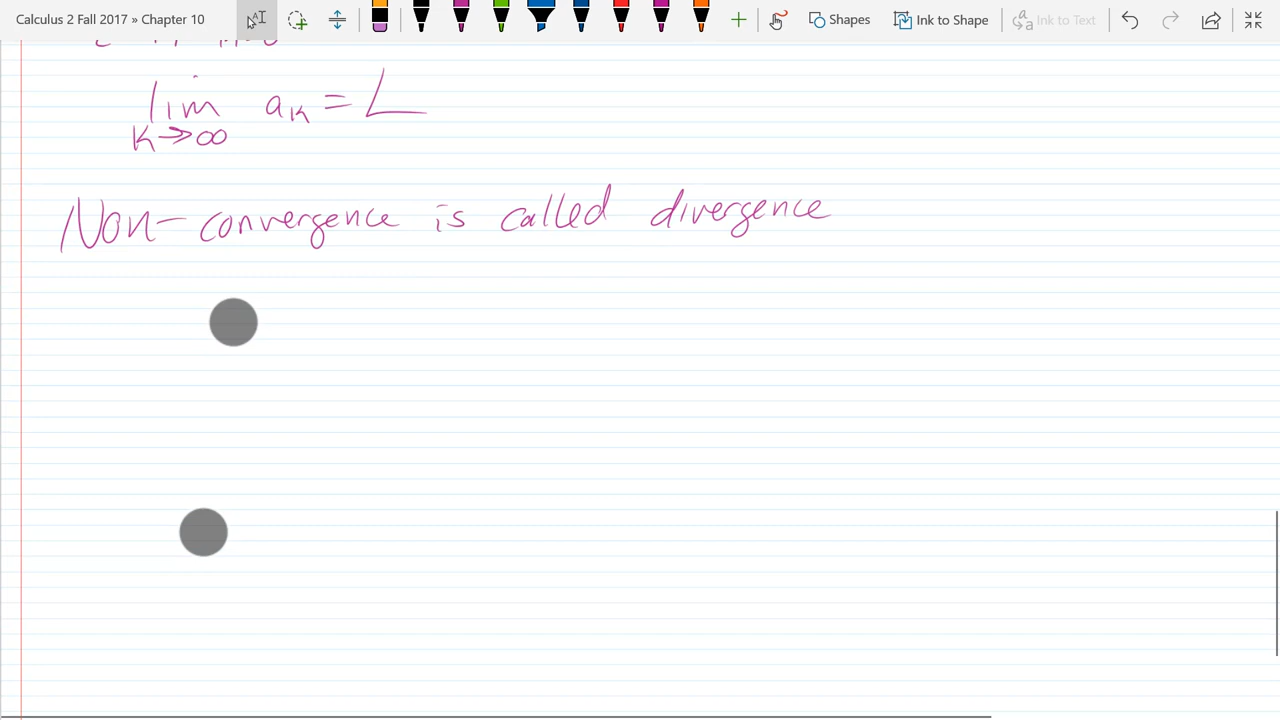 Calculus 2 Fall 2017 » Chapter 10
Shapes
Ink to Shape
Ink to Text
lim aₖ = L
K→∞
Non-convergence is called divergence